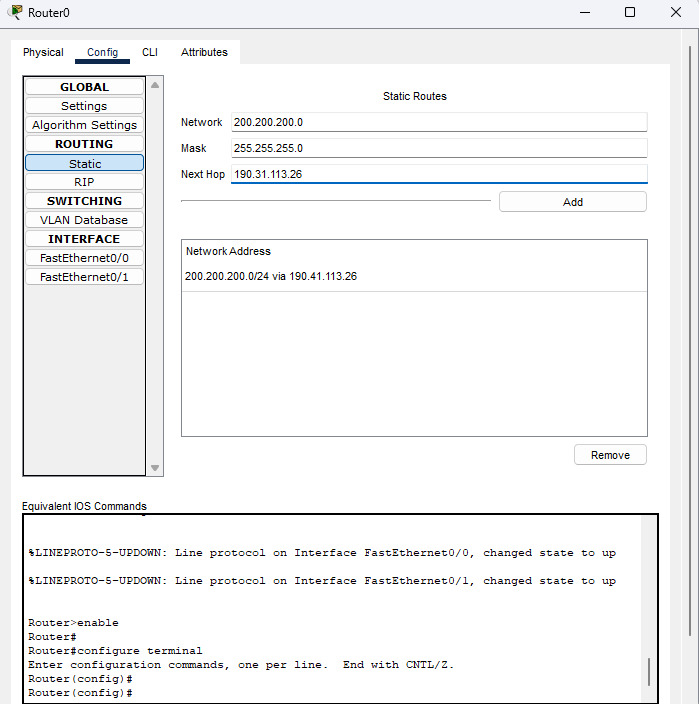 Router0
Physical Config CLI Attributes
GLOBAL
Settings
Algorithm Settings
ROUTING
Static
RIP
SWITCHING
VLAN Database
INTERFACE
FastEthernet0/0
FastEthernet0/1
Static Routes
Network 200.200.200.0
Mask 255.255.255.0
Next Hop 190.31.113.26
Add
Network Address
200.200.200.0/24 via 190.41.113.26
Remove
Equivalent IOS Commands
%LINEPROTO-5-UPDOWN: Line protocol on Interface FastEthernet0/0, changed state to up
%LINEPROTO-5-UPDOWN: Line protocol on Interface FastEthernet0/1, changed state to up
Router>enable
Router#
Router#configure terminal
Enter configuration commands, one per line.  End with CNTL/Z.
Router(config)#
Router(config)#